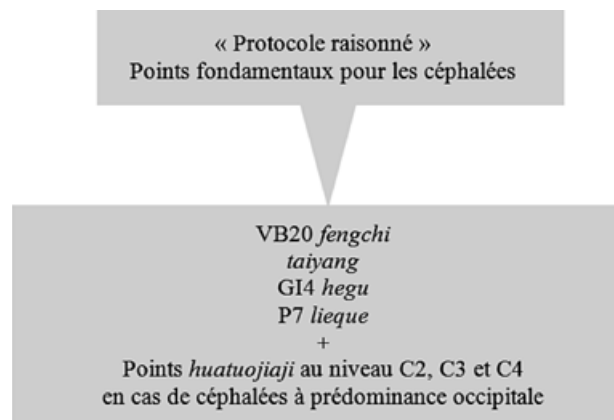 « Protocole raisonné »
Points fondamentaux pour les céphalées
VB20 fengchi
taiyang
GI4 hegu
P7 lieque
+
Points huatuojiaji au niveau C2, C3 et C4
en cas de céphalées à prédominance occipitale